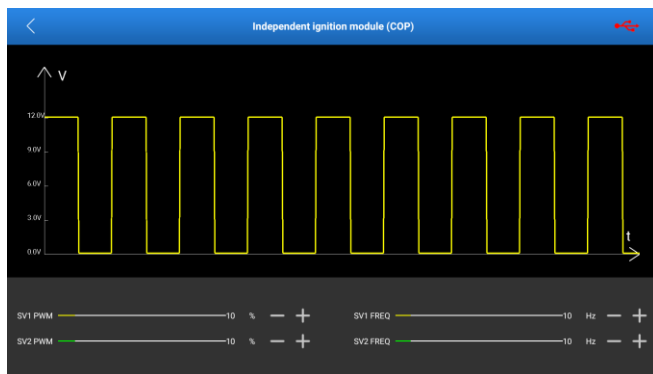 Independent ignition module (COP)
V
12.0V
9.0V
6.0V
3.0V
0.0V
t
SV1 PWM 10 % SV1 FREQ 10 Hz
SV2 PWM 10 % SV2 FREQ 10 Hz